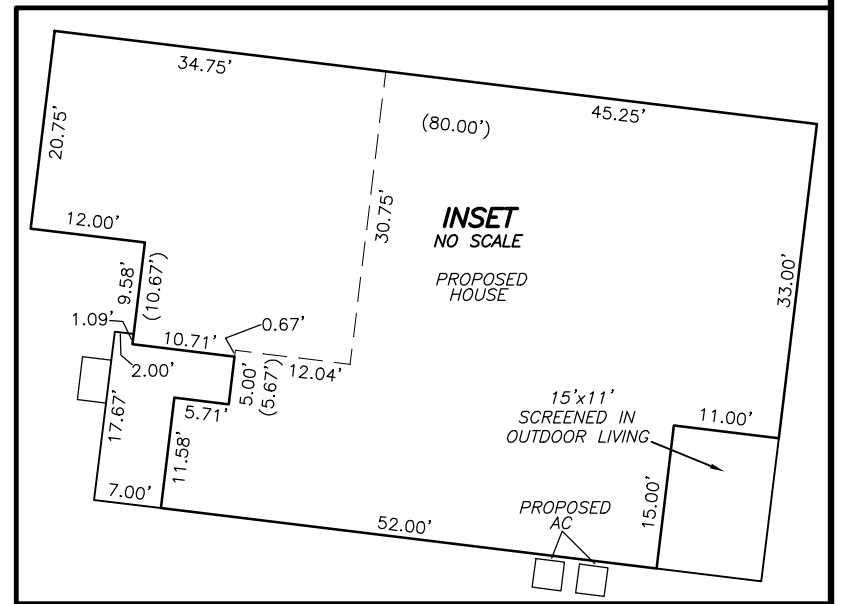 34.75'
45.25'
(80.00')
20.75'
30.75'
INSET
NO SCALE
PROPOSED
HOUSE
12.00'
9.58'
(10.67')
33.00'
1.09'
10.71'
0.67'
2.00'
12.04'
5.00'
(5.67')
17.67'
5.71'
11.58'
15'x11'
SCREENED IN
OUTDOOR LIVING
11.00'
7.00'
52.00'
PROPOSED
AC
15.00'